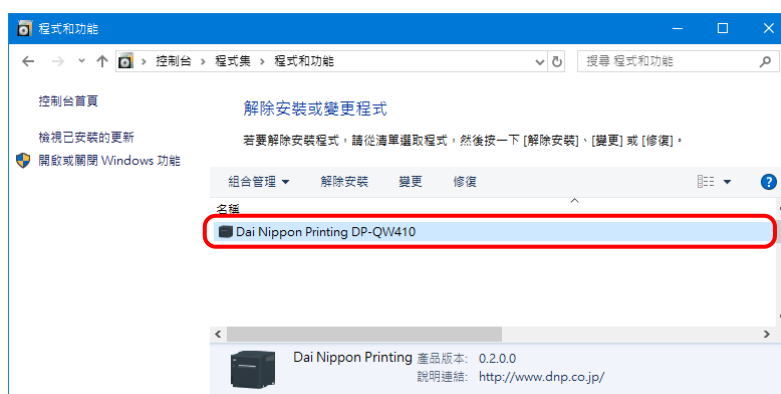 程式和功能
控制台 › 程式集 › 程式和功能
搜尋 程式和功能
控制台首頁
檢視已安裝的更新
開啟或關閉 Windows 功能
解除安裝或變更程式
若要解除安裝程式，請從清單選取程式，然後按一下 [解除安裝]、[變更] 或 [修復]。
組合管理 解除安裝 變更 修復
名稱
Dai Nippon Printing DP-QW410
Dai Nippon Printing 產品版本: 0.2.0.0
說明連結: http://www.dnp.co.jp/